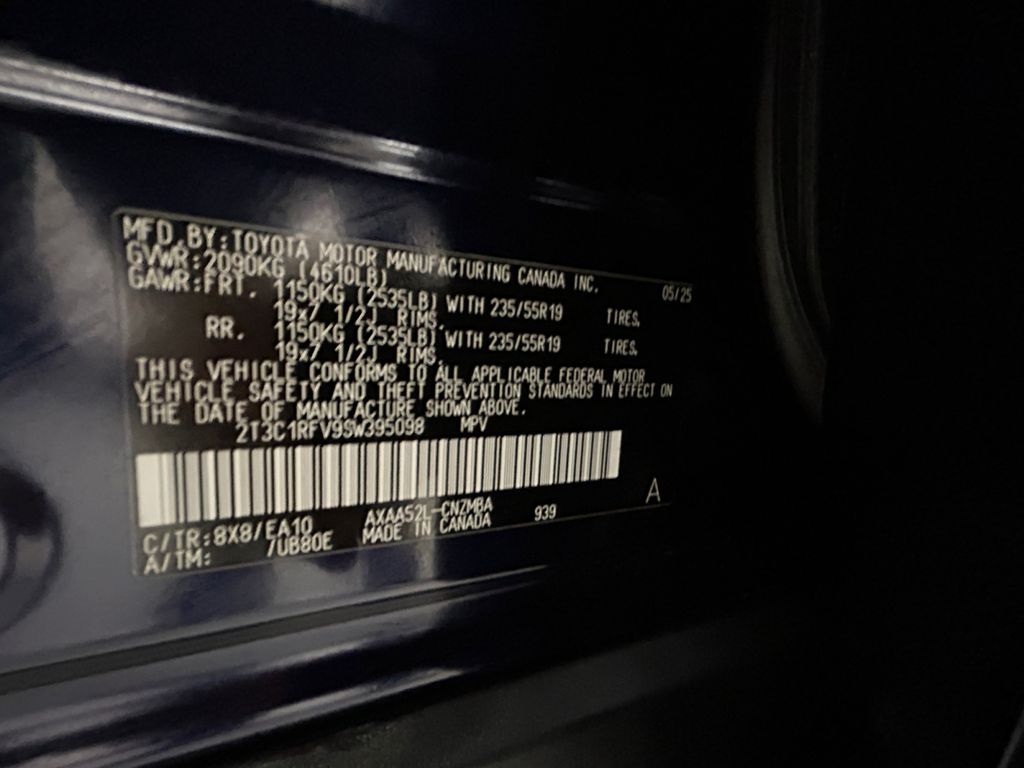 MFD.BY:TOYOTA MOTOR MANUFACTURING CANADA INC. 05/25
GVWR:2090KG (4610LB)
GAWR:FRT. 1150KG (2535LB) WITH 235/55R19 TIRES,
19x7 1/2J RIMS.
RR. 1150KG (2535LB) WITH 235/55R19 TIRES,
19x7 1/2J RIMS.
THIS VEHICLE CONFORMS TO ALL APPLICABLE FEDERAL MOTOR
VEHICLE SAFETY AND THEFT PREVENTION STANDARDS IN EFFECT ON
THE DATE OF MANUFACTURE SHOWN ABOVE.
2T3C1RFV9SW395098 MPV
A
C/TR:8X8/EA10 AXAA52L-CNZMBA 939
A/TM: /UB80E MADE IN CANADA